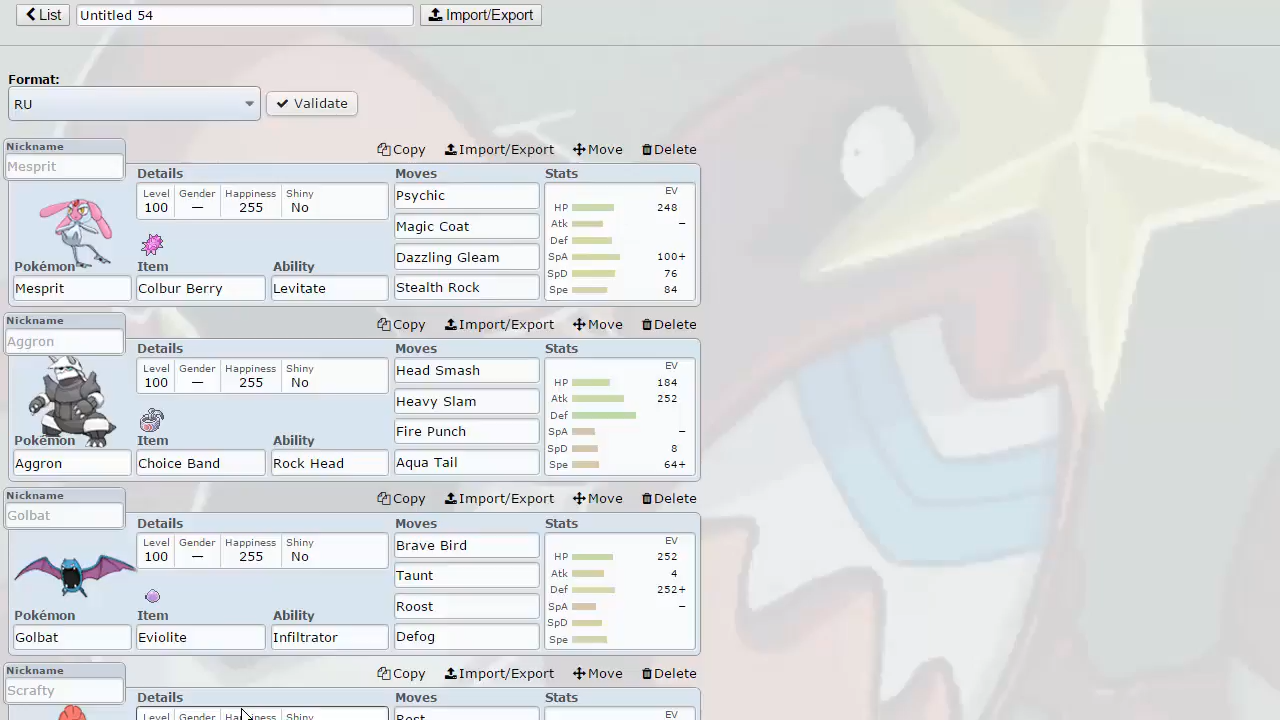 List
Untitled 54
Import/Export
Format:
RU
Validate
Nickname
Mesprit
Copy Import/Export Move Delete
Details Moves Stats
Level Gender Happiness Shiny
100 — 255 No
Pokémon Item Ability
Mesprit Colbur Berry Levitate
Psychic
Magic Coat
Dazzling Gleam
Stealth Rock
EV
HP 248
Atk –
Def
SpA 100+
SpD 76
Spe 84
Nickname
Aggron
Copy Import/Export Move Delete
Details Moves Stats
Level Gender Happiness Shiny
100 — 255 No
Pokémon Item Ability
Aggron Choice Band Rock Head
Head Smash
Heavy Slam
Fire Punch
Aqua Tail
EV
HP 184
Atk 252
Def
SpA –
SpD 8
Spe 64+
Nickname
Golbat
Copy Import/Export Move Delete
Details Moves Stats
Level Gender Happiness Shiny
100 — 255 No
Pokémon Item Ability
Golbat Eviolite Infiltrator
Brave Bird
Taunt
Roost
Defog
EV
HP 252
Atk 4
Def 252+
SpA –
SpD
Spe
Nickname
Scrafty
Copy Import/Export Move Delete
Details Moves Stats
Level Gender Happiness Shiny
Rest
EV